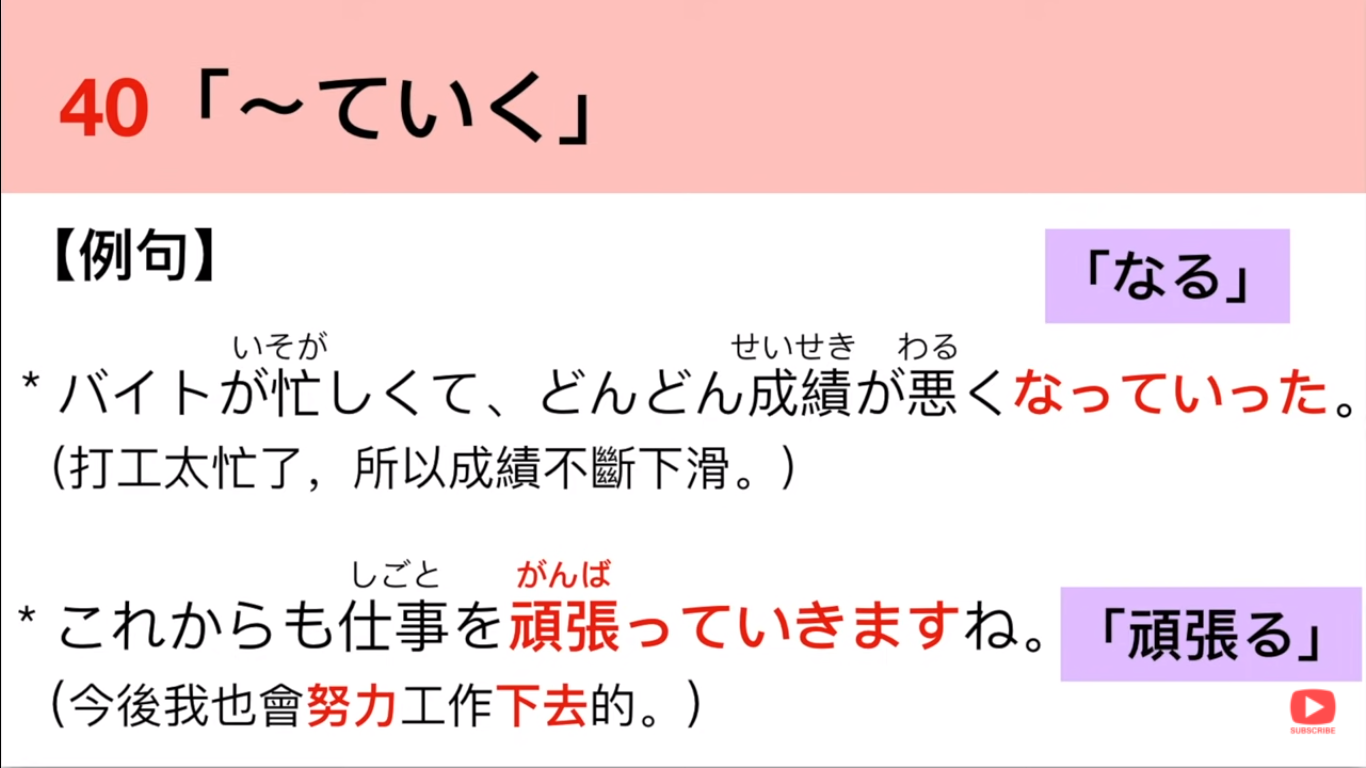 40「～ていく」
【例句】
「なる」
いそが せいせき わる
* バイトが忙しくて、どんどん成績が悪くなっていった。
(打工太忙了，所以成績不斷下滑。)
しごと がんば
* これからも仕事を頑張っていきますね。
「頑張る」
(今後我也會努力工作下去的。)
SUBSCRIBE